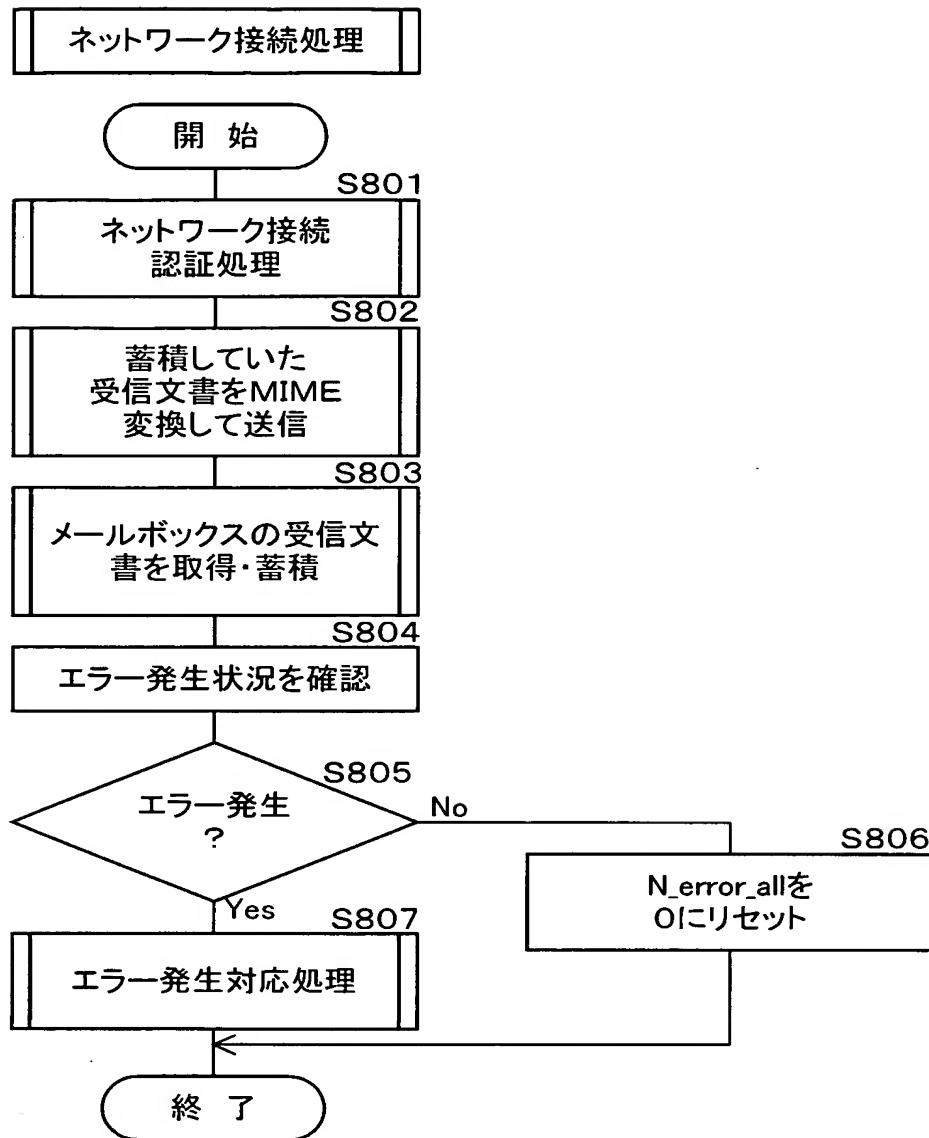 ネットワーク接続処理
開 始
S801
ネットワーク接続
認証処理
S802
蓄積していた
受信文書をMIME
変換して送信
S803
メールボックスの受信文
書を取得・蓄積
S804
エラー発生状況を確認
S805
エラー発生
?
No
S806
N_error_allを
0にリセット
Yes
S807
エラー発生対応処理
終 了